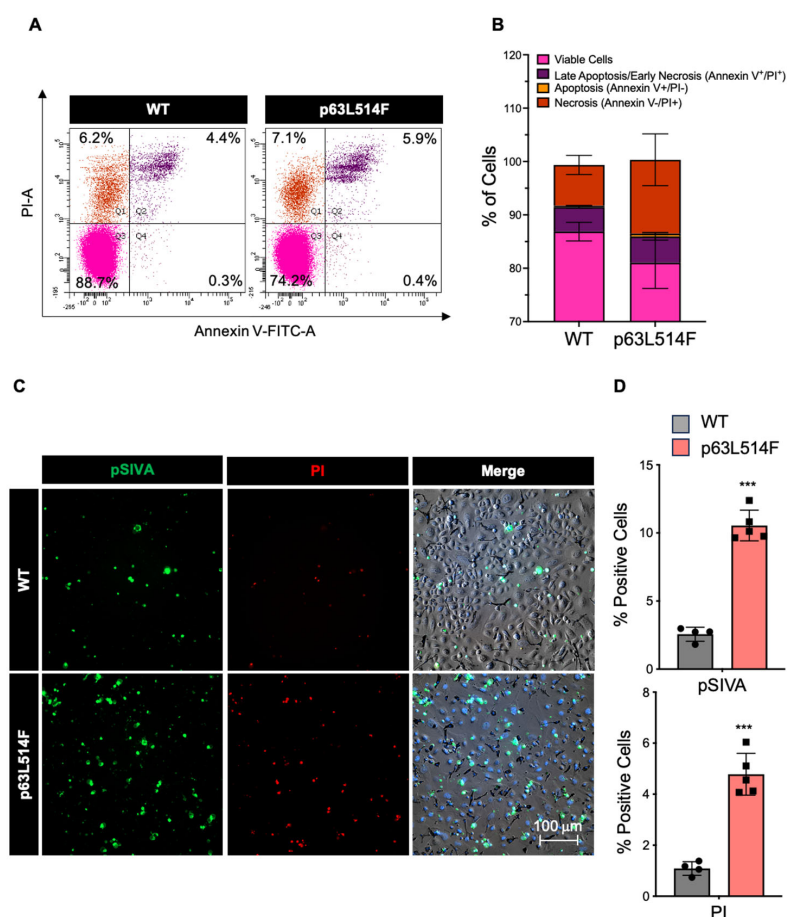 A
B
WT
p63L514F
6.2%
4.4%
7.1%
5.9%
Q1
Q2
Q1
Q2
Q3
Q4
Q3
Q4
88.7%
0.3%
74.2%
0.4%
PI-A
Annexin V-FITC-A
120
110
100
90
80
70
% of Cells
Viable Cells
Late Apoptosis/Early Necrosis (Annexin V⁺/PI⁺)
Apoptosis (Annexin V+/PI-)
Necrosis (Annexin V-/PI+)
WT
p63L514F
C
D
pSIVA
PI
Merge
WT
p63L514F
100 µm
WT
p63L514F
15
10
5
0
% Positive Cells
***
pSIVA
8
6
4
2
0
% Positive Cells
***
PI